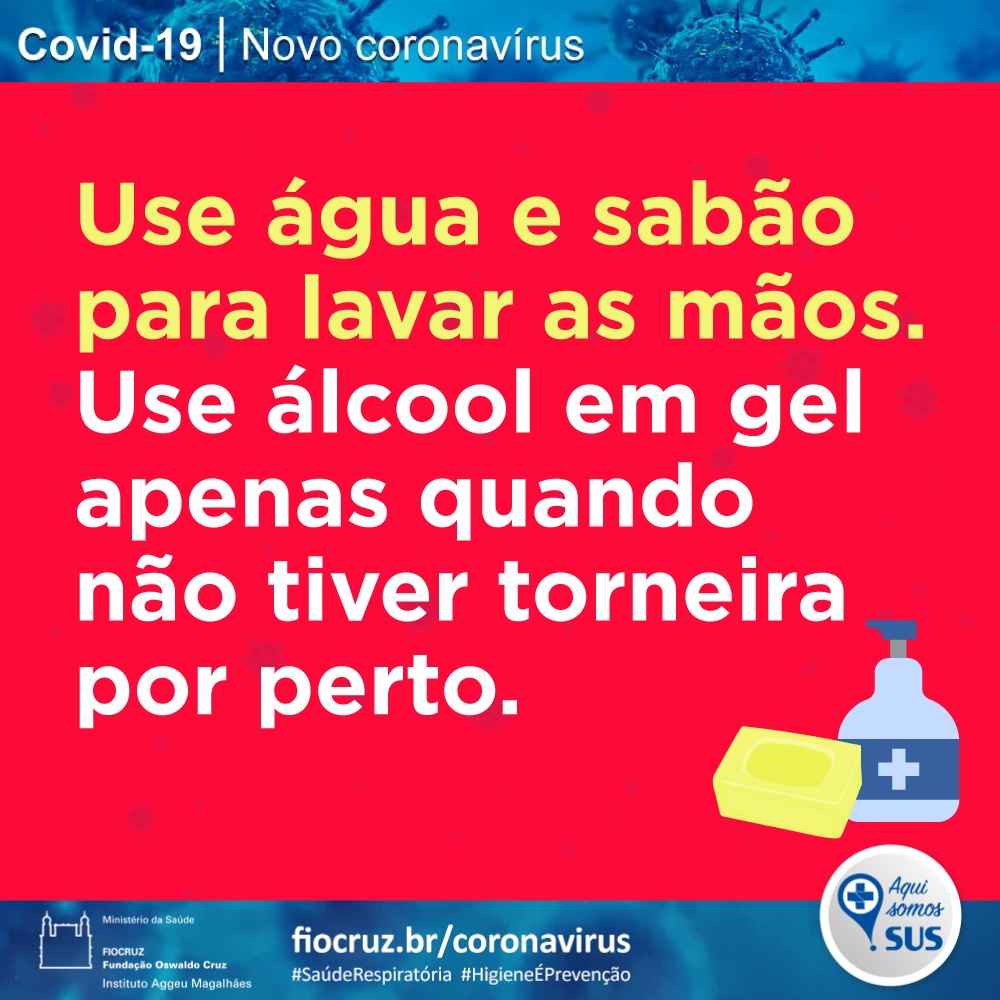 Covid-19 | Novo coronavírus
Use água e sabão
para lavar as mãos.
Use álcool em gel
apenas quando
não tiver torneira
por perto.
Aqui
somos
SUS
Ministério da Saúde
FIOCRUZ
Fundação Oswaldo Cruz
Instituto Aggeu Magalhães
fiocruz.br/coronavirus
#SaúdeRespiratória #HigieneÉPrevenção